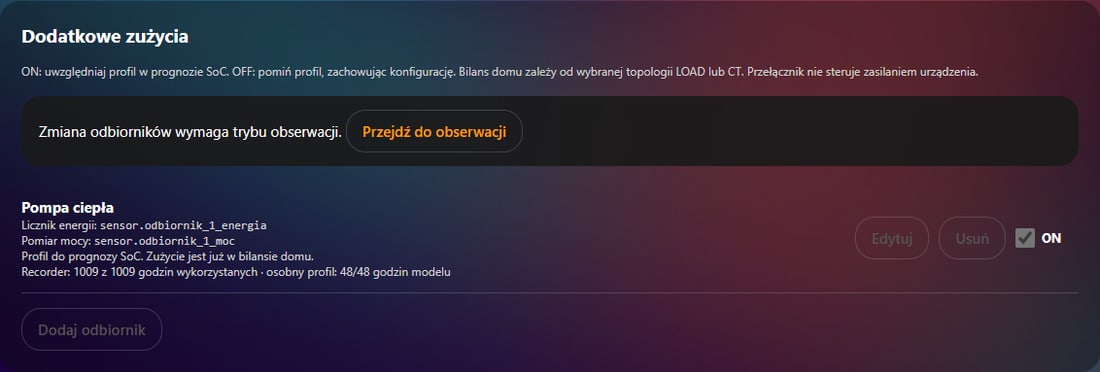 Dodatkowe zużycia
ON: uwzględniaj profil w prognozie SoC. OFF: pomiń profil, zachowując konfigurację. Bilans domu zależy od wybranej topologii LOAD lub CT. Przełącznik nie steruje zasilaniem urządzenia.
Zmiana odbiorników wymaga trybu obserwacji. Przejdź do obserwacji
Pompa ciepła
Licznik energii: sensor.odbiornik_1_energia
Pomiar mocy: sensor.odbiornik_1_moc
Profil do prognozy SoC. Zużycie jest już w bilansie domu.
Recorder: 1009 z 1009 godzin wykorzystanych · osobny profil: 48/48 godzin modelu
Edytuj Usuń ON
Dodaj odbiornik